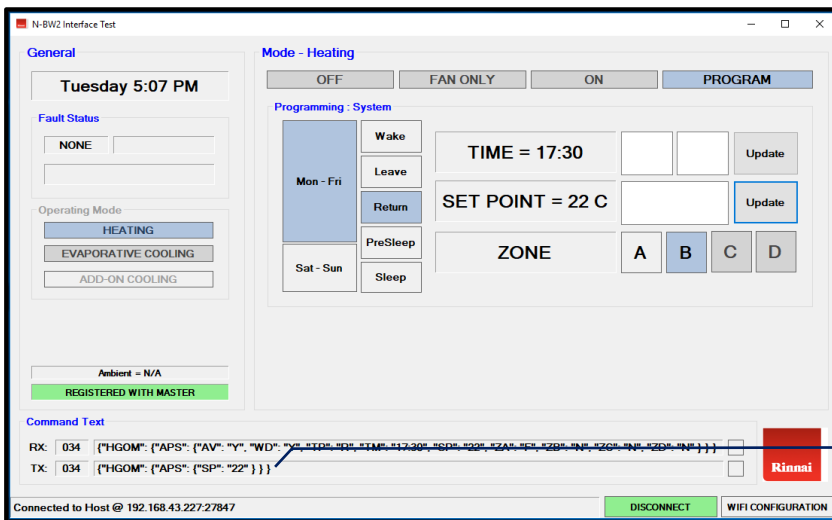 N-BW2 Interface Test
General
Tuesday 5:07 PM
Fault Status
NONE
Operating Mode
HEATING
EVAPORATIVE COOLING
ADD-ON COOLING
Ambient = N/A
REGISTERED WITH MASTER
Mode - Heating
OFF FAN ONLY ON PROGRAM
Programming : System
Mon - Fri
Sat - Sun
Wake
Leave
Return
PreSleep
Sleep
TIME = 17:30 Update
SET POINT = 22 C Update
ZONE A B C D
Command Text
RX: 034 {"HGOM": {"APS": {"AV": "Y", "WD": "Y", "TP": "R", "TM": "17:30", "SP": "22", "ZA": "F", "ZB": "N", "ZC": "N", "ZD": "N" } } }
TX: 034 {"HGOM": {"APS": {"SP": "22" } } }
Rinnai
Connected to Host @ 192.168.43.227:27847 DISCONNECT WIFI CONFIGURATION